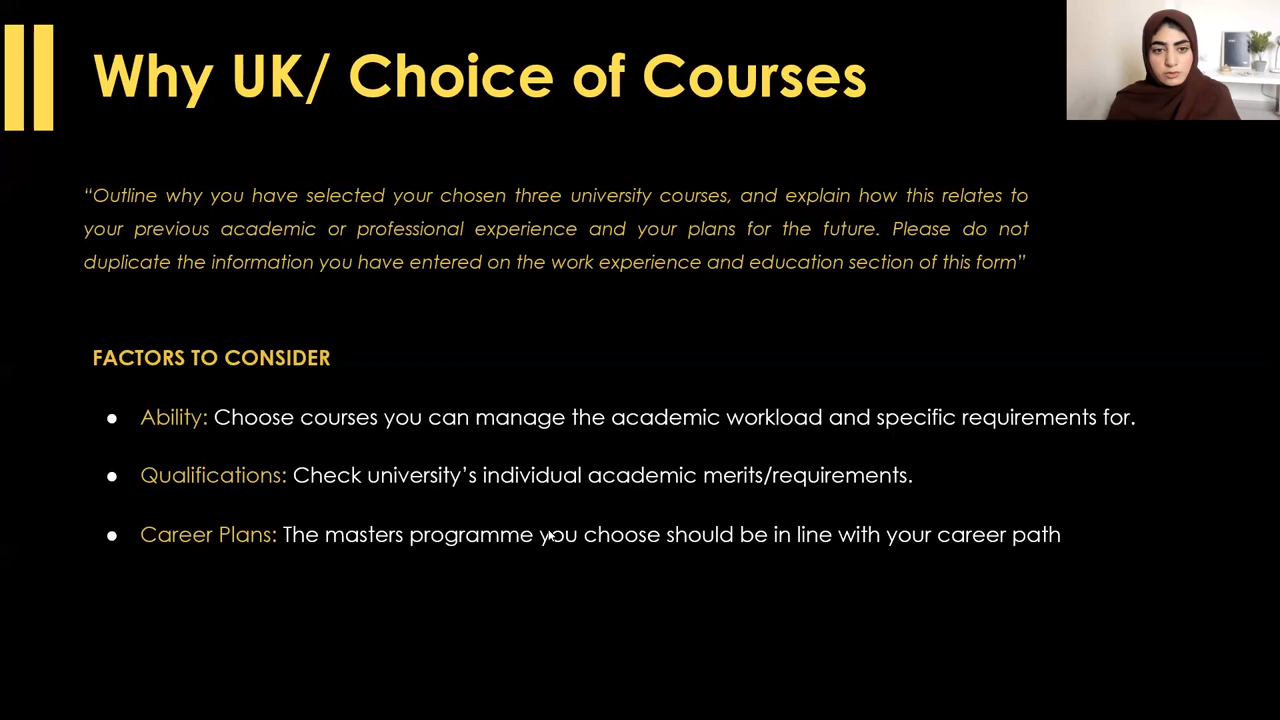 Why UK/ Choice of Courses
“Outline why you have selected your chosen three university courses, and explain how this relates to
your previous academic or professional experience and your plans for the future. Please do not
duplicate the information you have entered on the work experience and education section of this form”
FACTORS TO CONSIDER
● Ability: Choose courses you can manage the academic workload and specific requirements for.
● Qualifications: Check university’s individual academic merits/requirements.
● Career Plans: The masters programme you choose should be in line with your career path